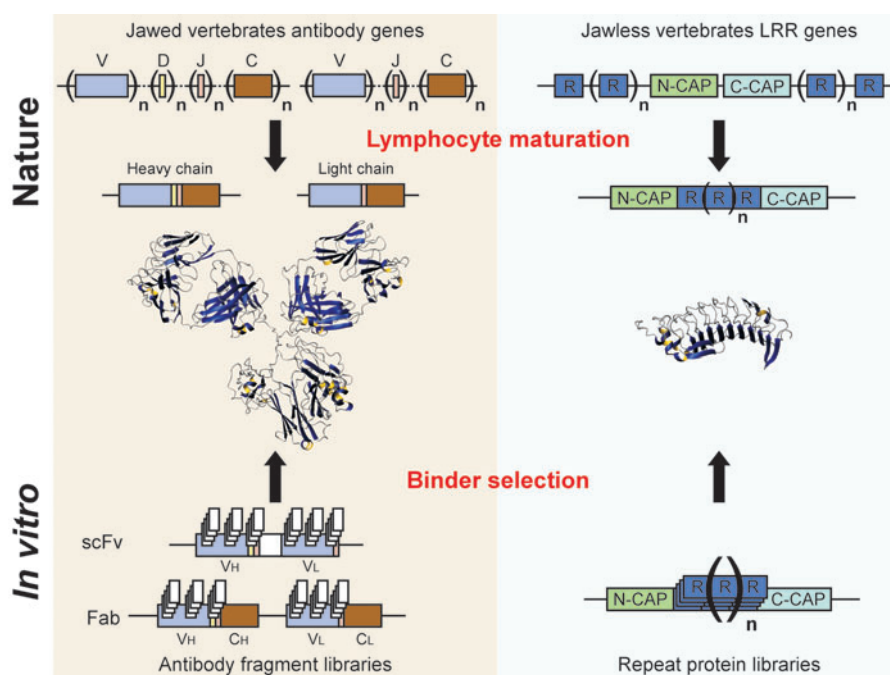 Jawed vertebrates antibody genes
Jawless vertebrates LRR genes
V D J C V J C
( ) n ( ) n ( ) n ( ) n ( ) n ( ) n ( ) n
R ( R ) n N-CAP C-CAP ( R ) n R
Nature
Lymphocyte maturation
Heavy chain
Light chain
N-CAP R ( R ) n R C-CAP
Binder selection
In vitro
scFv
VH VL
Fab
VH CH VL CL
N-CAP R ( R ) n R C-CAP
Antibody fragment libraries
Repeat protein libraries